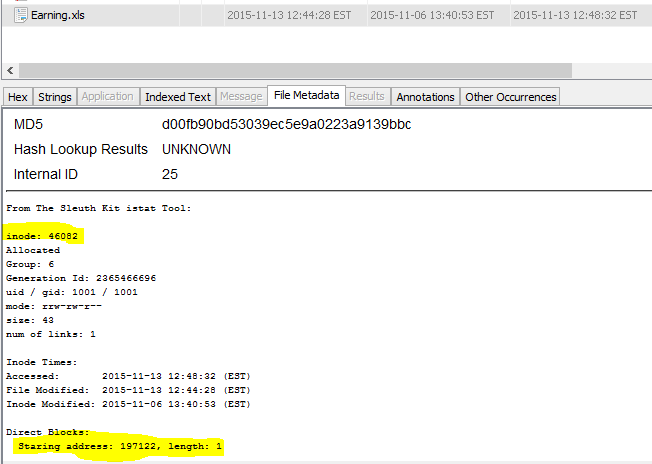 Earning.xls 2015-11-13 12:44:28 EST 2015-11-06 13:40:53 EST 2015-11-13 12:48:32 EST
Hex Strings Application Indexed Text Message File Metadata Results Annotations Other Occurrences
MD5 d00fb90bd53039ec5e9a0223a9139bbc
Hash Lookup Results UNKNOWN
Internal ID 25
From The Sleuth Kit istat Tool:
inode: 46082
Allocated
Group: 6
Generation Id: 2365466696
uid / gid: 1001 / 1001
mode: rrw-rw-r--
size: 43
num of links: 1
Inode Times:
Accessed: 2015-11-13 12:48:32 (EST)
File Modified: 2015-11-13 12:44:28 (EST)
Inode Modified: 2015-11-06 13:40:53 (EST)
Direct Blocks:
Staring address: 197122, length: 1